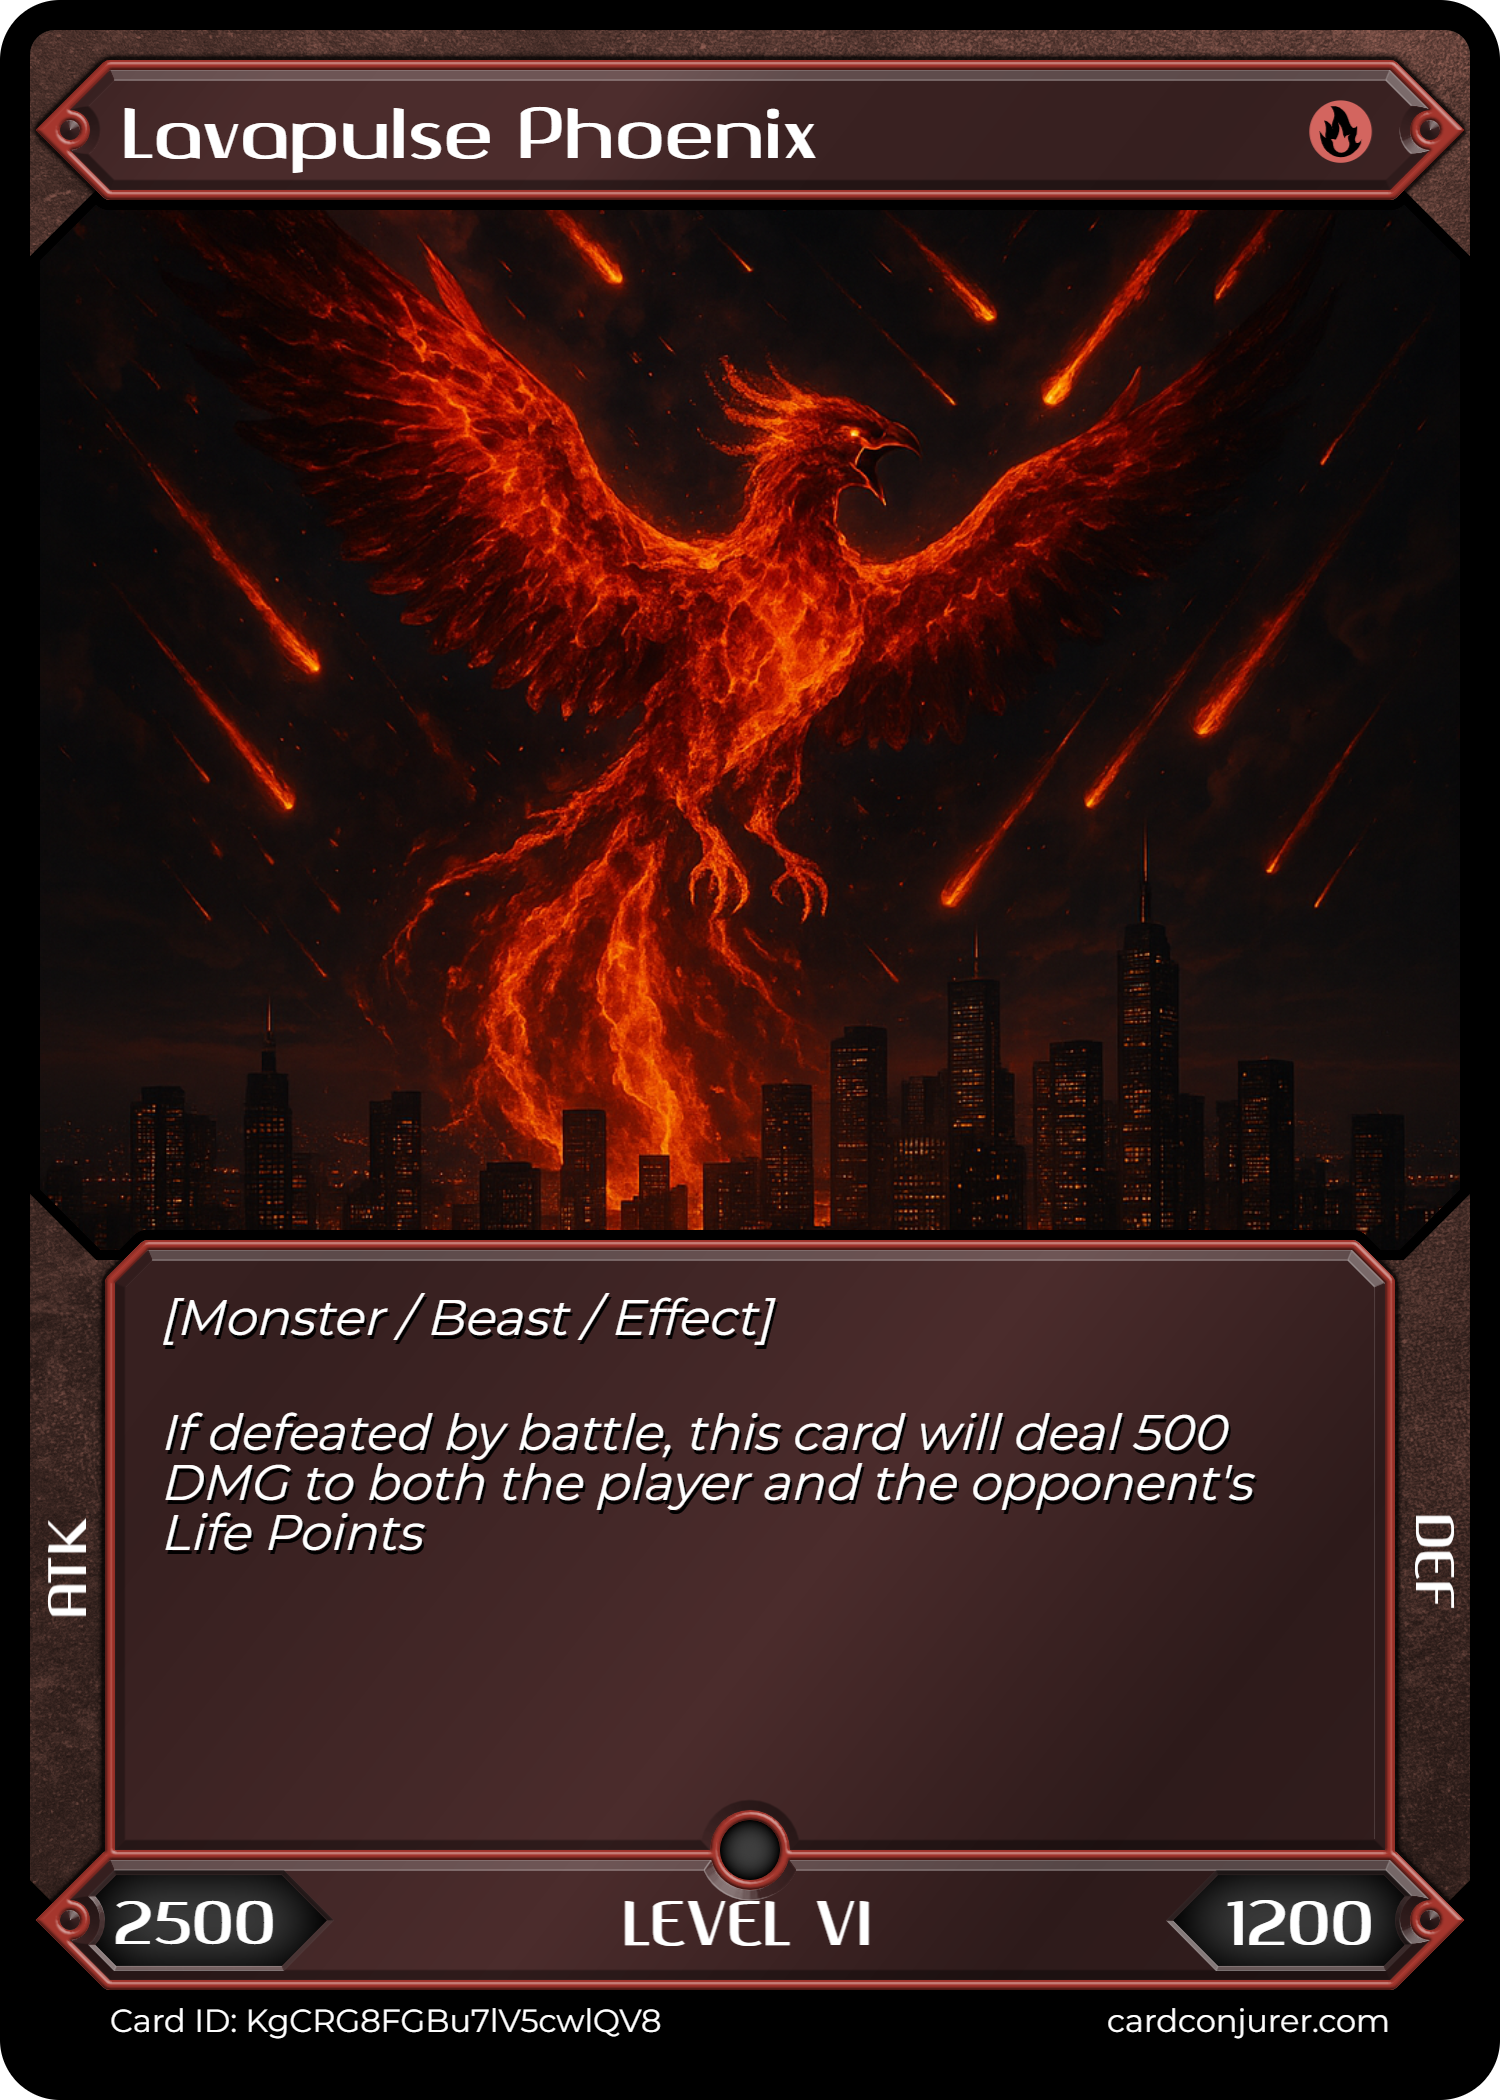 Lavapulse Phoenix
[Monster / Beast / Effect]
If defeated by battle, this card will deal 500
DMG to both the player and the opponent's
Life Points
ATK
DEF
2500
LEVEL VI
1200
Card ID: KgCRG8FGBu7lV5cwlQV8
cardconjurer.com